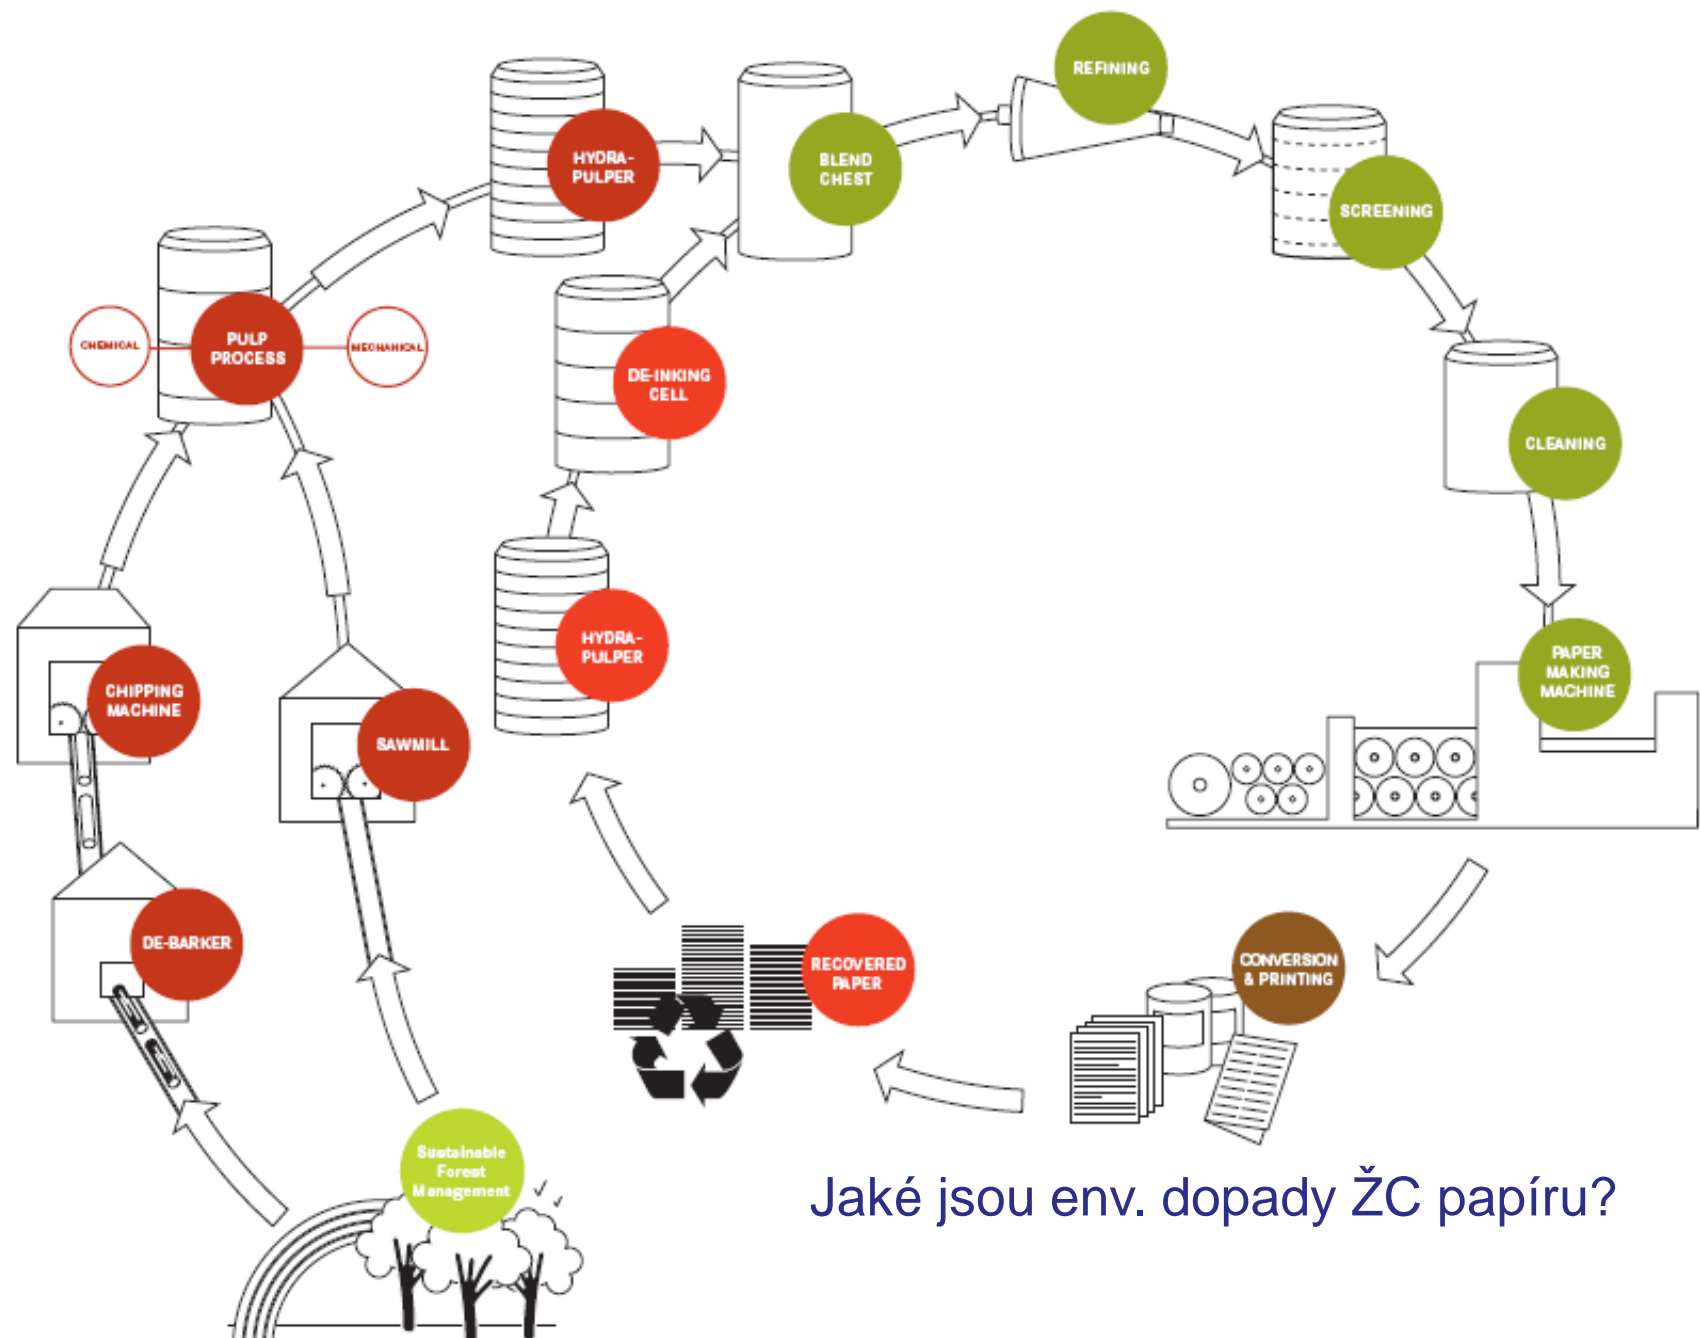 REFINING
HYDRA-
PULPER
BLEND
CHEST
SCREENING
CHEMICAL
PULP
PROCESS
MECHANICAL
DE-INKING
CELL
CLEANING
HYDRA-
PULPER
PAPER
MAKING
MACHINE
CHIPPING
MACHINE
SAWMILL
DE-BARKER
RECOVERED
PAPER
CONVERSION
& PRINTING
Sustainable
Forest
Management
Jaké jsou env. dopady ŽC papíru?